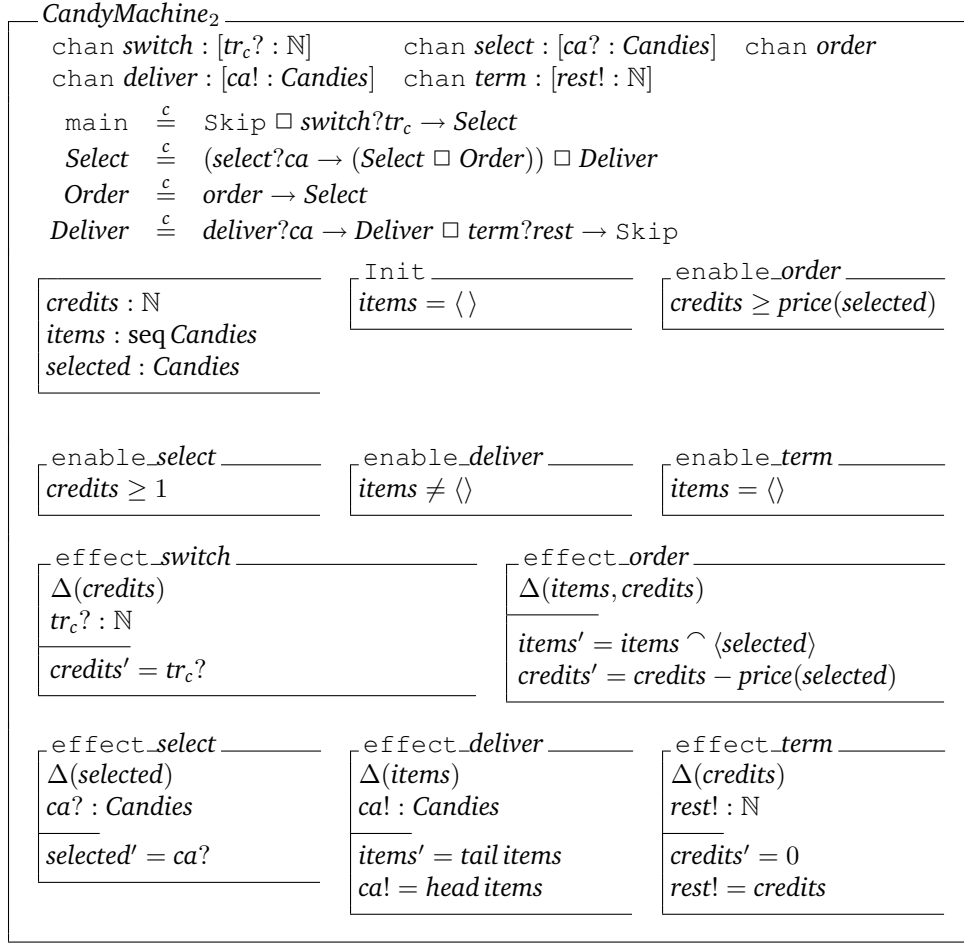 CandyMachine₂
chan switch : [tr_c? : ℕ] chan select : [ca? : Candies] chan order
chan deliver : [ca! : Candies] chan term : [rest! : ℕ]
main c= Skip □ switch?tr_c → Select
Select c= (select?ca → (Select □ Order)) □ Deliver
Order c= order → Select
Deliver c= deliver?ca → Deliver □ term?rest → Skip
credits : ℕ
items : seq Candies
selected : Candies
Init
items = ⟨ ⟩
enable_order
credits ≥ price(selected)
enable_select
credits ≥ 1
enable_deliver
items ≠ ⟨⟩
enable_term
items = ⟨⟩
effect_switch
Δ(credits)
tr_c? : ℕ
credits′ = tr_c?
effect_order
Δ(items, credits)
items′ = items ⌢ ⟨selected⟩
credits′ = credits − price(selected)
effect_select
Δ(selected)
ca? : Candies
selected′ = ca?
effect_deliver
Δ(items)
ca! : Candies
items′ = tail items
ca! = head items
effect_term
Δ(credits)
rest! : ℕ
credits′ = 0
rest! = credits